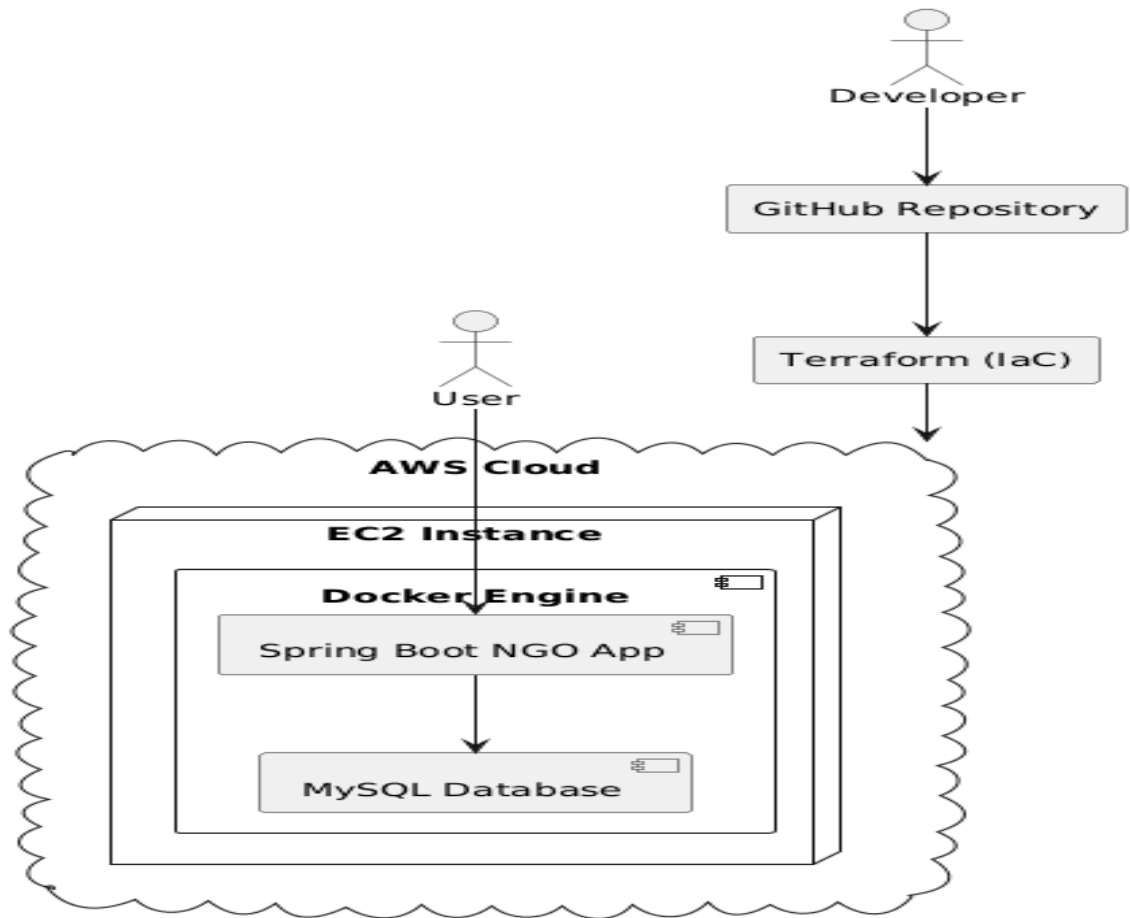 Developer
GitHub Repository
Terraform (IaC)
User
AWS Cloud
EC2 Instance
Docker Engine
Spring Boot NGO App
MySQL Database